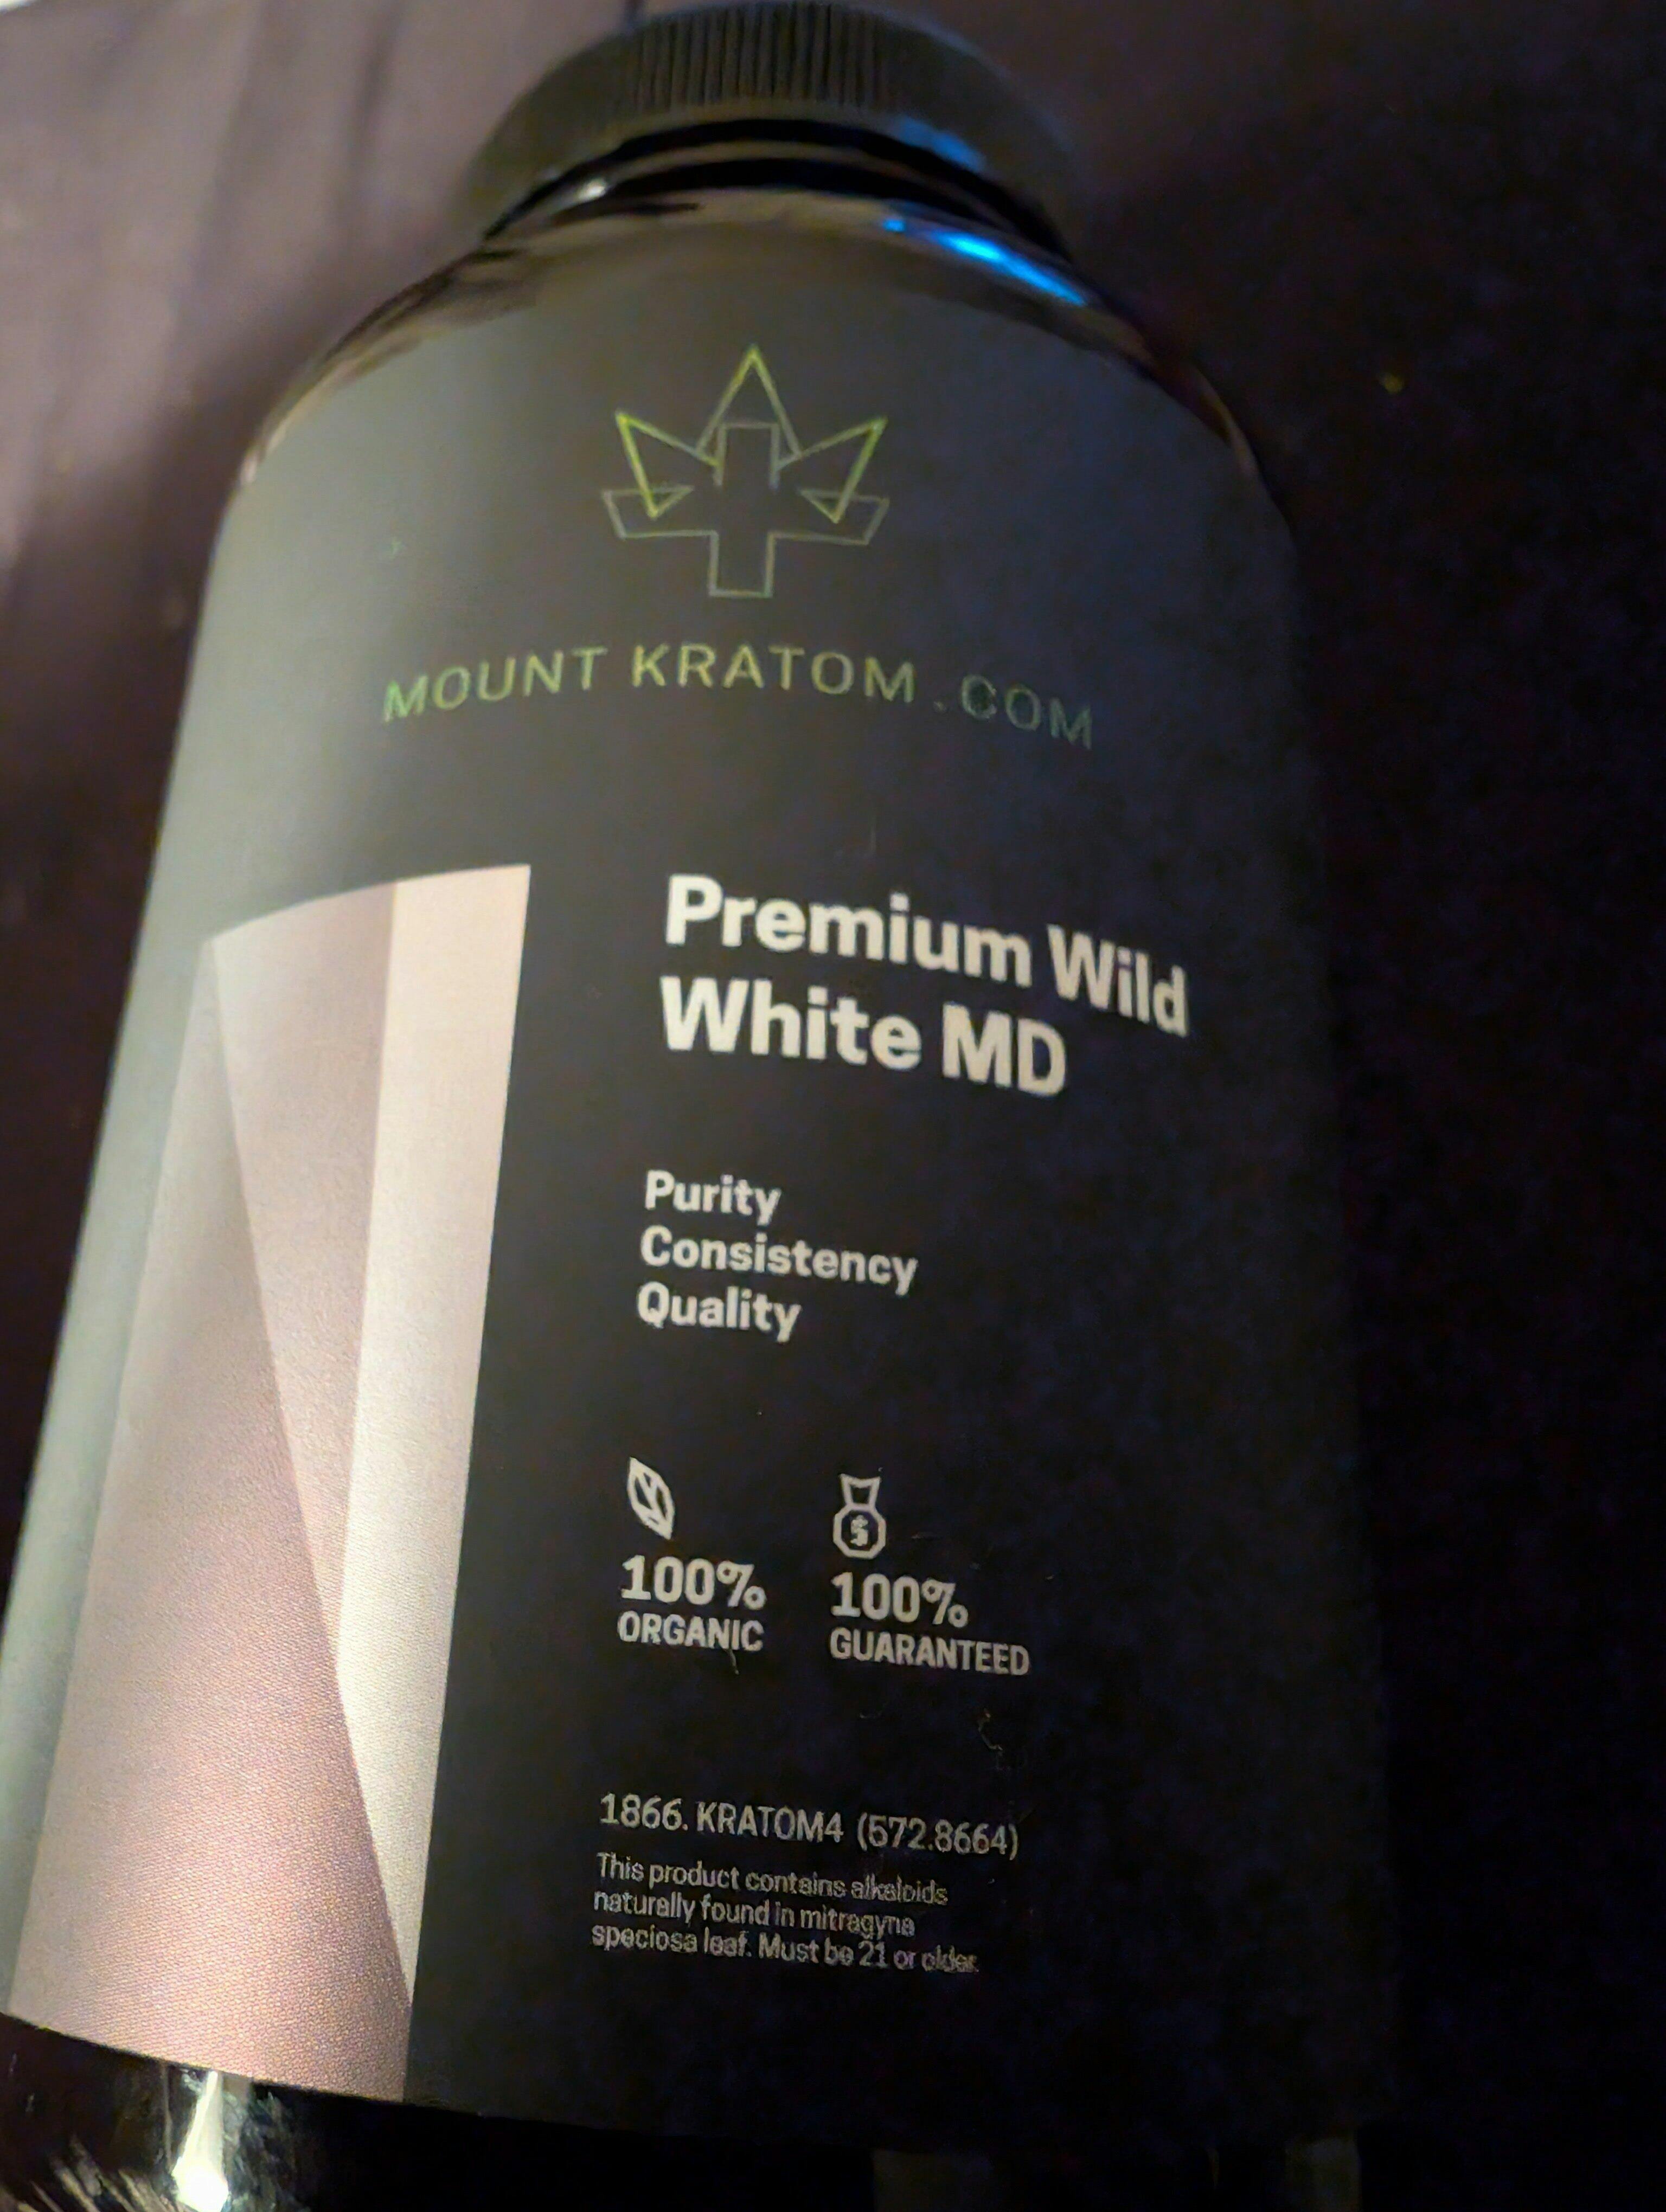 MOUNT KRATOM .COM
Premium Wild
White MD
Purity
Consistency
Quality
$
100%
ORGANIC
$
100%
GUARANTEED
1866. KRATOM4 (572.8664)
This product contains alkaloids
naturally found in mitragyna
speciosa leaf. Must be 21 or older.